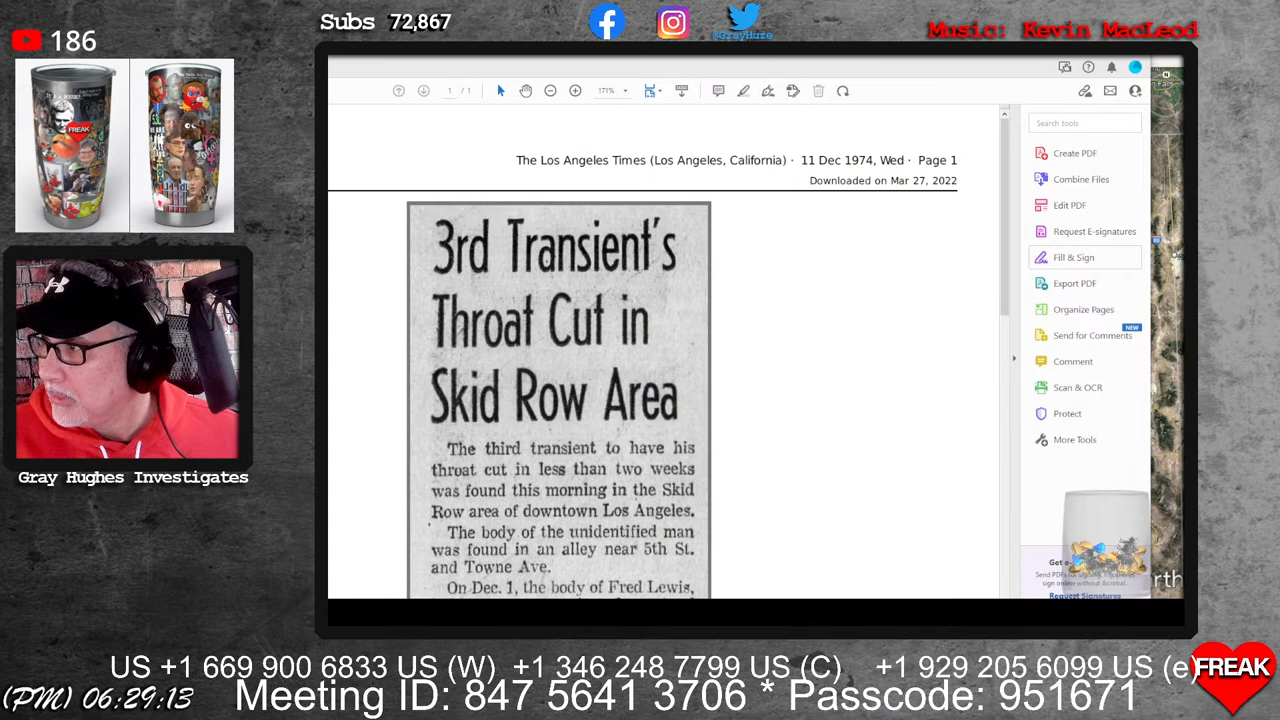 Subs 72,867
@GrayHuze
Music: Kevin MacLeod
186
FREAK
171%
Search tools
The Los Angeles Times (Los Angeles, California) · 11 Dec 1974, Wed · Page 1
Downloaded on Mar 27, 2022
Create PDF
Combine Files
Edit PDF
Request E-signatures
Fill & Sign
Export PDF
Organize Pages
NEW
Send for Comments
Comment
Scan & OCR
Protect
More Tools
3rd Transient's
Throat Cut in
Skid Row Area
The third transient to have his
throat cut in less than two weeks
was found this morning in the Skid
Row area of downtown Los Angeles.
The body of the unidentified man
was found in an alley near 5th St.
and Towne Ave.
On Dec. 1, the body of Fred Lewis,
Gray Hughes Investigates
Get e-
sign online without Acrobat.
Request Signatures
US +1 669 900 6833 US (W) +1 346 248 7799 US (C) +1 929 205 6099 US (e)
FREAK
(PM) 06:29:13
Meeting ID: 847 5641 3706 * Passcode: 951671